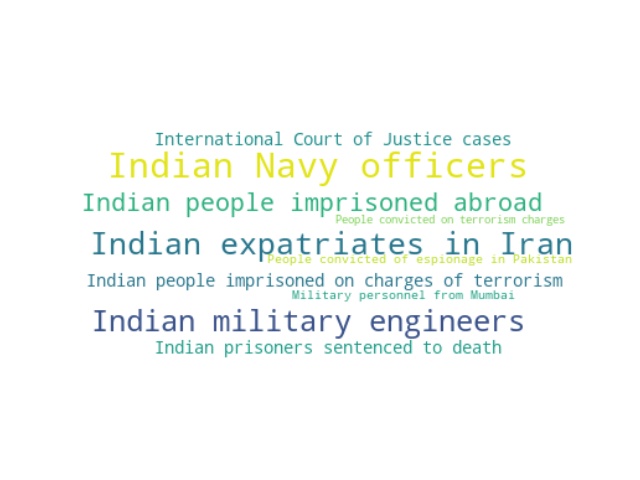 International Court of Justice cases
Indian Navy officers
Indian people imprisoned abroad
People convicted on terrorism charges
Indian expatriates in Iran
People convicted of espionage in Pakistan
Indian people imprisoned on charges of terrorism
Military personnel from Mumbai
Indian military engineers
Indian prisoners sentenced to death